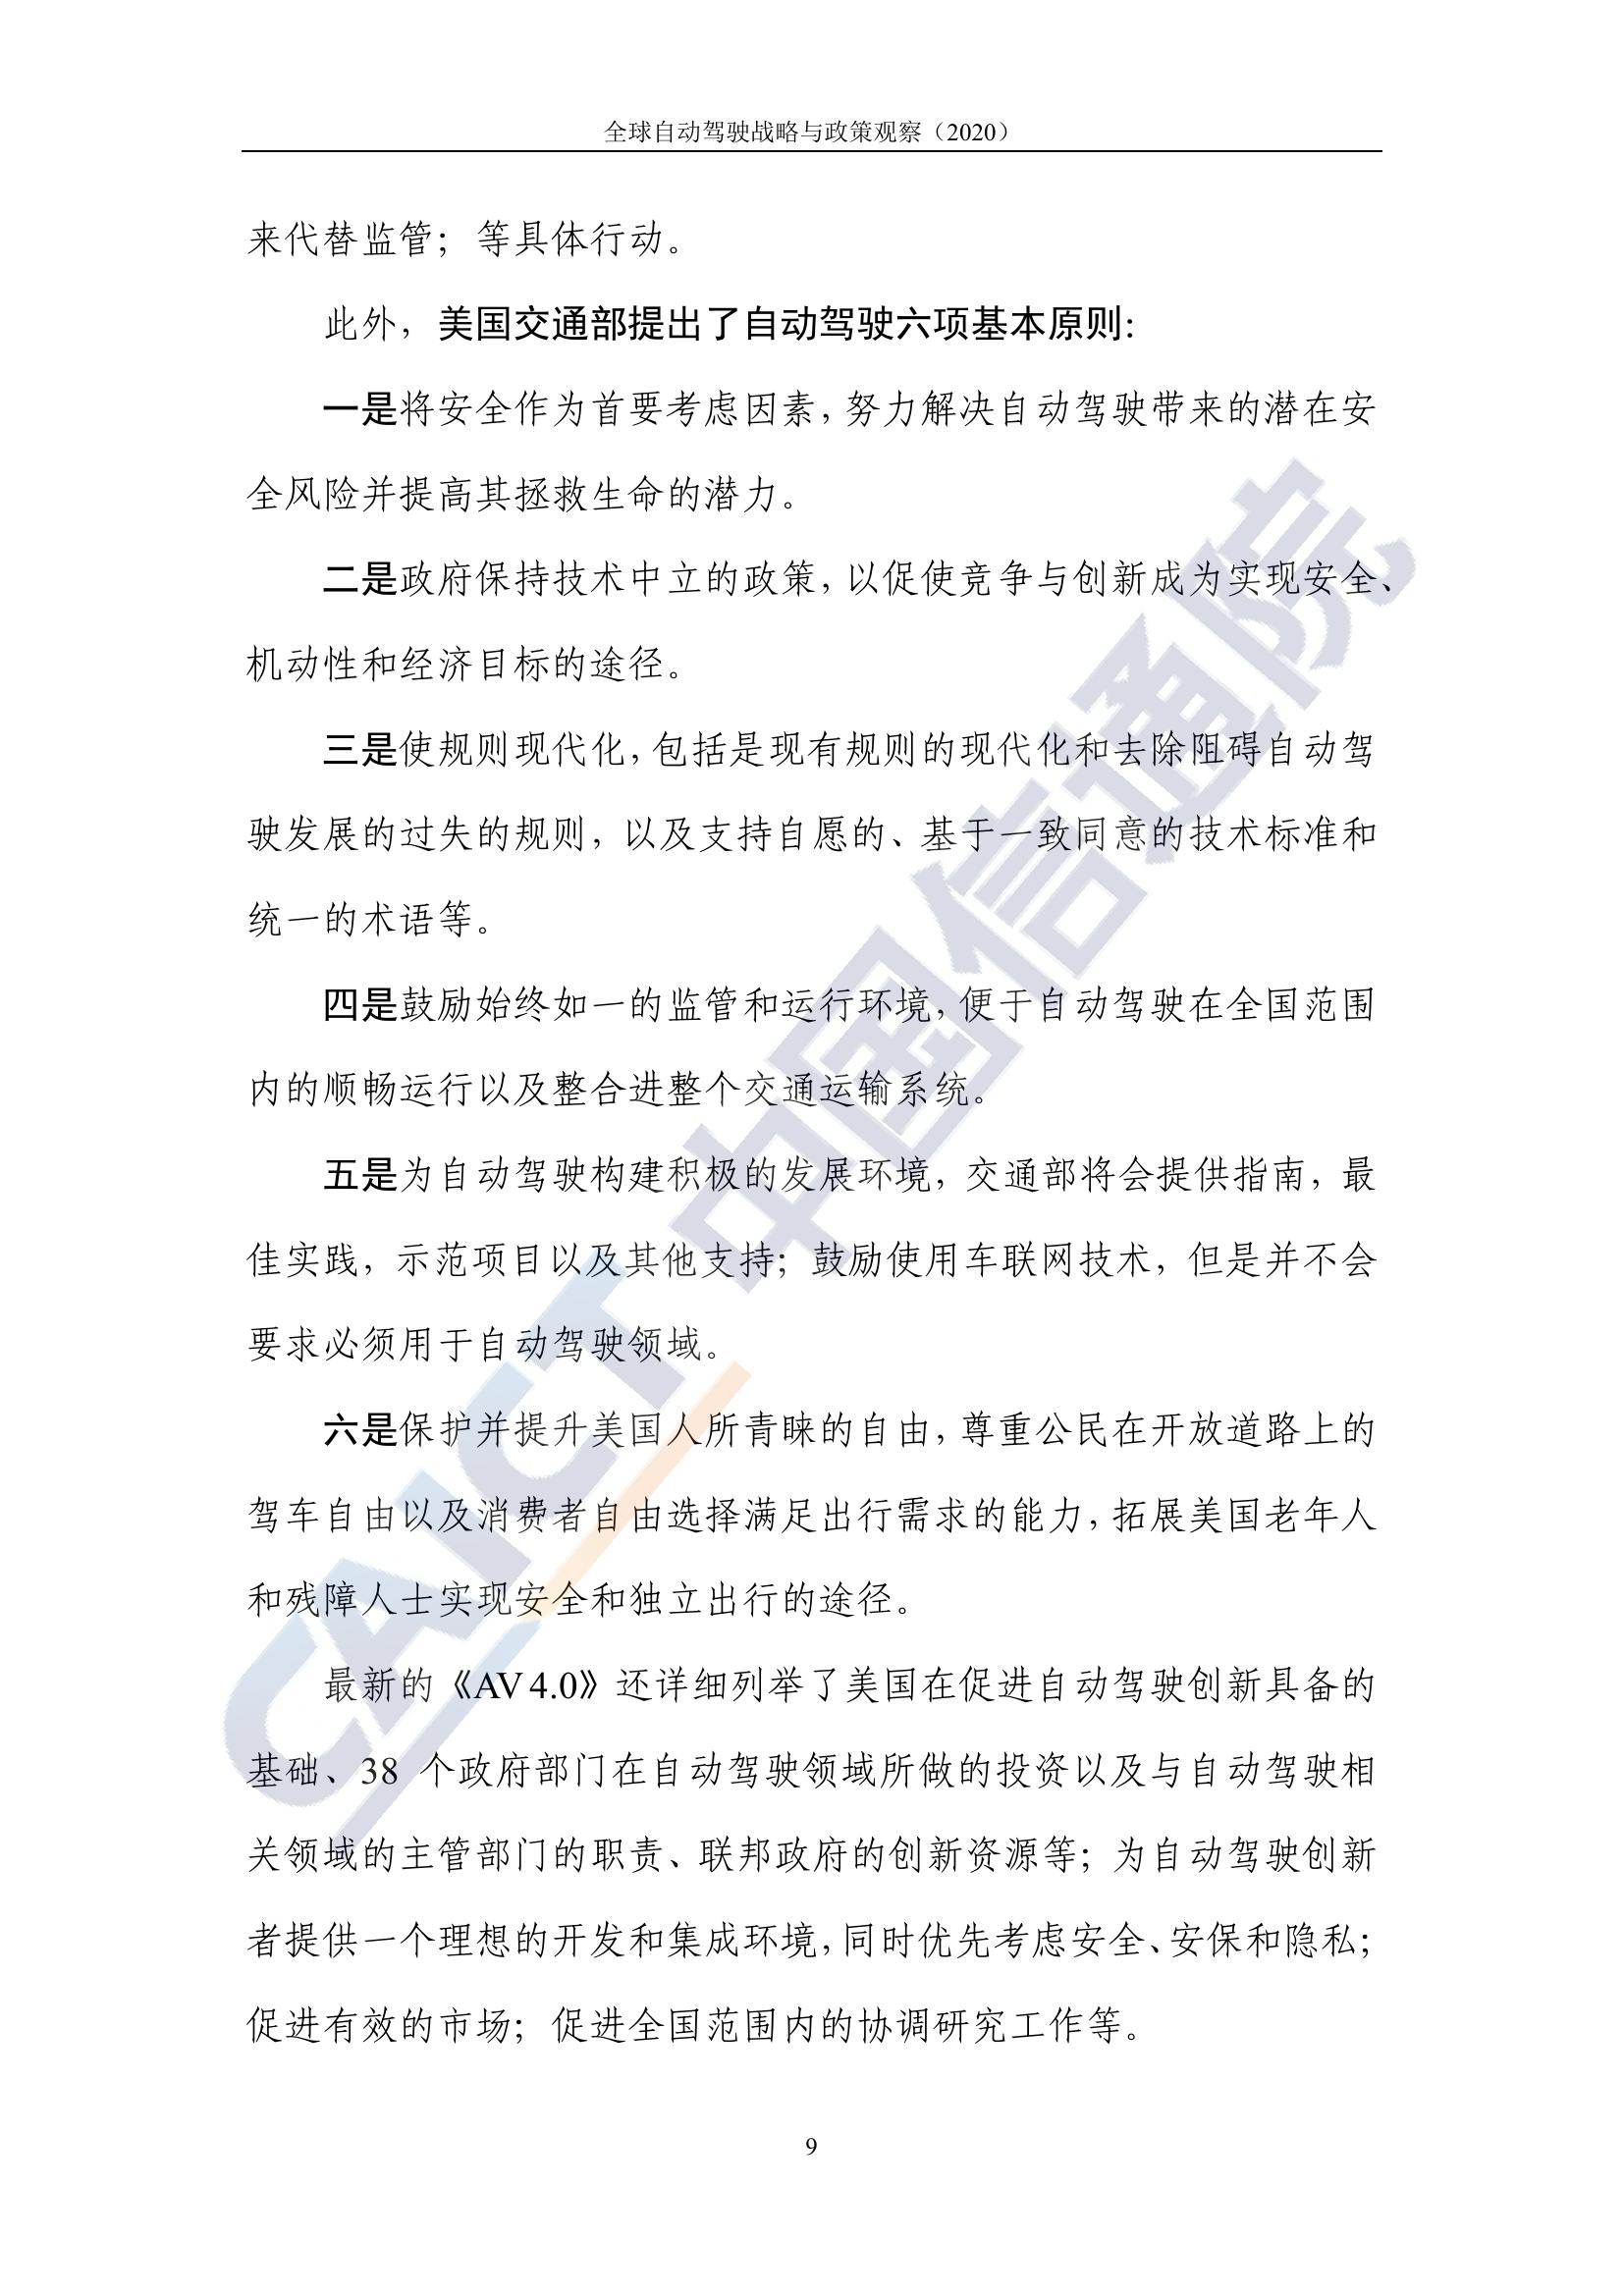 全球自动驾驶战略与政策观察（2020）
来代替监管；等具体行动。
此外，美国交通部提出了自动驾驶六项基本原则：
一是将安全作为首要考虑因素，努力解决自动驾驶带来的潜在安
全风险并提高其拯救生命的潜力。
二是政府保持技术中立的政策，以促使竞争与创新成为实现安全、
机动性和经济目标的途径。
三是使规则现代化，包括是现有规则的现代化和去除阻碍自动驾
驶发展的过失的规则，以及支持自愿的、基于一致同意的技术标准和
统一的术语等。
四是鼓励始终如一的监管和运行环境，便于自动驾驶在全国范围
内的顺畅运行以及整合进整个交通运输系统。
五是为自动驾驶构建积极的发展环境，交通部将会提供指南，最
佳实践，示范项目以及其他支持；鼓励使用车联网技术，但是并不会
要求必须用于自动驾驶领域。
六是保护并提升美国人所青睐的自由，尊重公民在开放道路上的
驾车自由以及消费者自由选择满足出行需求的能力，拓展美国老年人
和残障人士实现安全和独立出行的途径。
最新的《AV 4.0》还详细列举了美国在促进自动驾驶创新具备的
基础、38 个政府部门在自动驾驶领域所做的投资以及与自动驾驶相
关领域的主管部门的职责、联邦政府的创新资源等；为自动驾驶创新
者提供一个理想的开发和集成环境，同时优先考虑安全、安保和隐私；
促进有效的市场；促进全国范围内的协调研究工作等。
9
CAICT 中国信通院